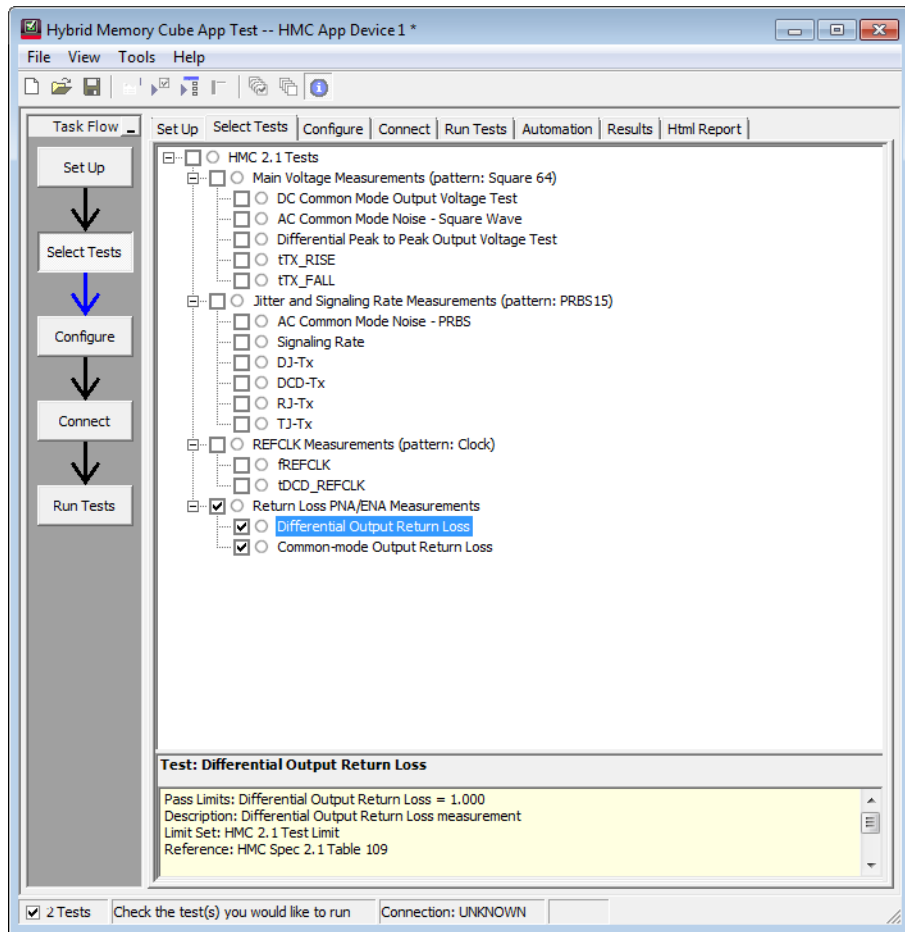 Hybrid Memory Cube App Test -- HMC App Device 1 *
File View Tools Help
Task Flow
Set Up
Select Tests
Configure
Connect
Run Tests
Set Up Select Tests Configure Connect Run Tests Automation Results Html Report
HMC 2.1 Tests
Main Voltage Measurements (pattern: Square 64)
DC Common Mode Output Voltage Test
AC Common Mode Noise - Square Wave
Differential Peak to Peak Output Voltage Test
tTX_RISE
tTX_FALL
Jitter and Signaling Rate Measurements (pattern: PRBS15)
AC Common Mode Noise - PRBS
Signaling Rate
DJ-Tx
DCD-Tx
RJ-Tx
TJ-Tx
REFCLK Measurements (pattern: Clock)
fREFCLK
tDCD_REFCLK
Return Loss PNA/ENA Measurements
Differential Output Return Loss
Common-mode Output Return Loss
Test: Differential Output Return Loss
Pass Limits: Differential Output Return Loss = 1.000
Description: Differential Output Return Loss measurement
Limit Set: HMC 2.1 Test Limit
Reference: HMC Spec 2.1 Table 109
2 Tests Check the test(s) you would like to run Connection: UNKNOWN